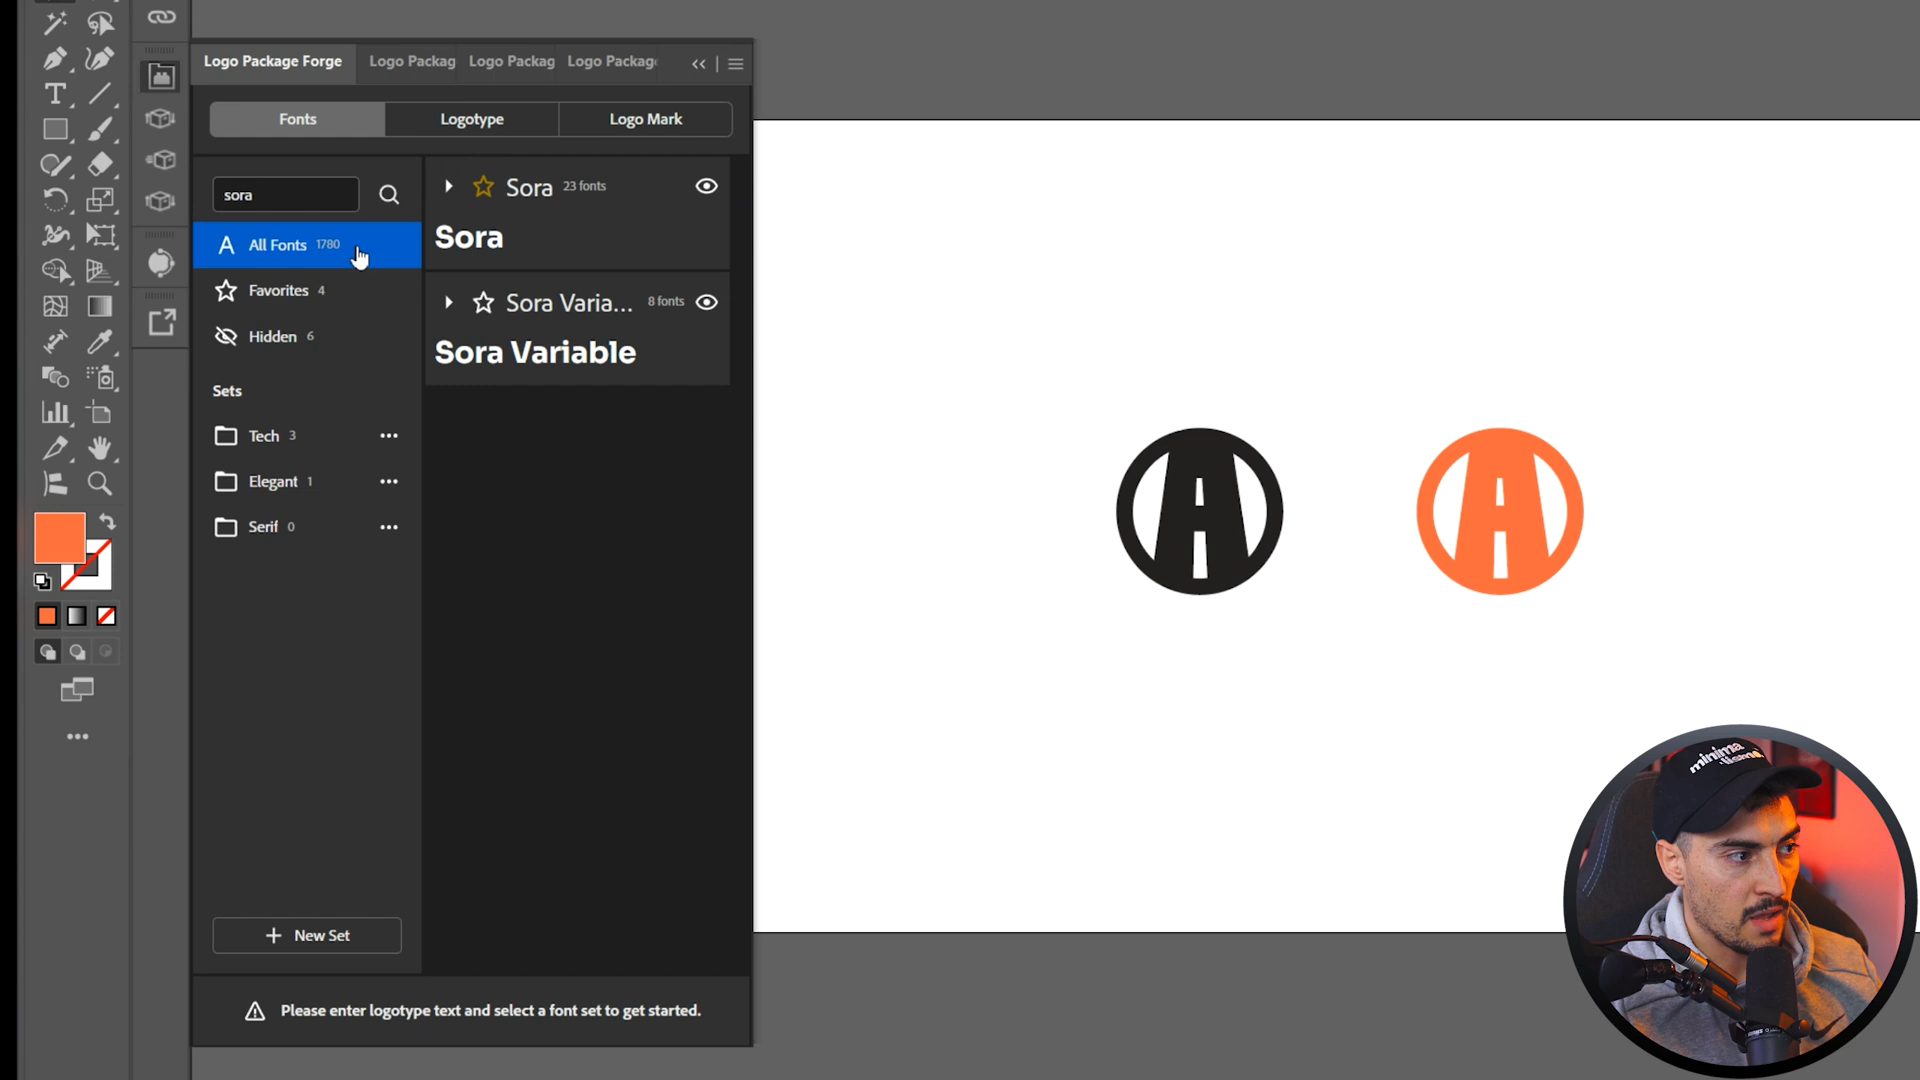 Logo Package Forge
Logo Packag
Logo Packag
Logo Packag
Fonts
Logotype
Logo Mark
sora
All Fonts 1780
Favorites 4
Hidden 6
Sets
Tech 3
Elegant 1
Serif 0
New Set
Sora 23 fonts
Sora
Sora Varia... 8 fonts
Sora Variable
Please enter logotype text and select a font set to get started.
minima